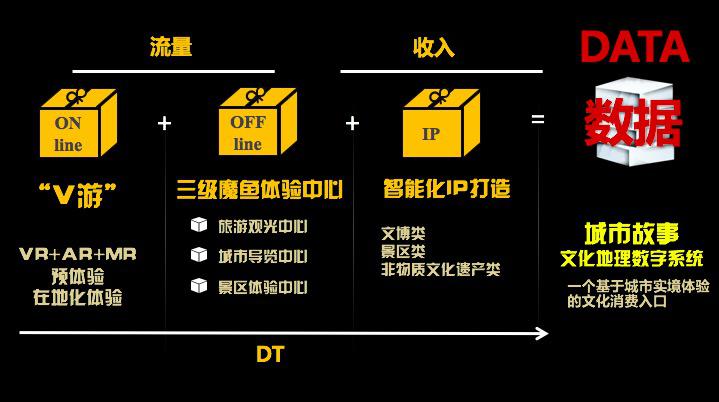 流量
收入
DATA
数据
ON
line
+
OFF
line
+
IP
=
“V游”
VR+AR+MR
预体验
在地化体验
三级魔鱼体验中心
旅游观光中心
城市导览中心
景区体验中心
智能化IP打造
文博类
景区类
非物质文化遗产类
城市故事
文化地理数字系统
一个基于城市实境体验
的文化消费入口
DT